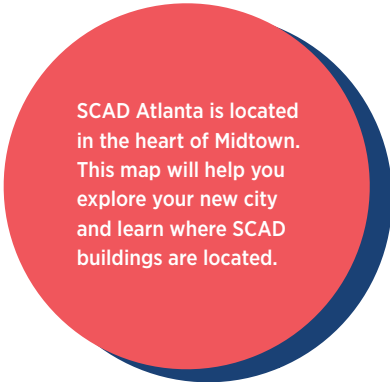 SCAD Atlanta is located
in the heart of Midtown.
This map will help you
explore your new city
and learn where SCAD
buildings are located.